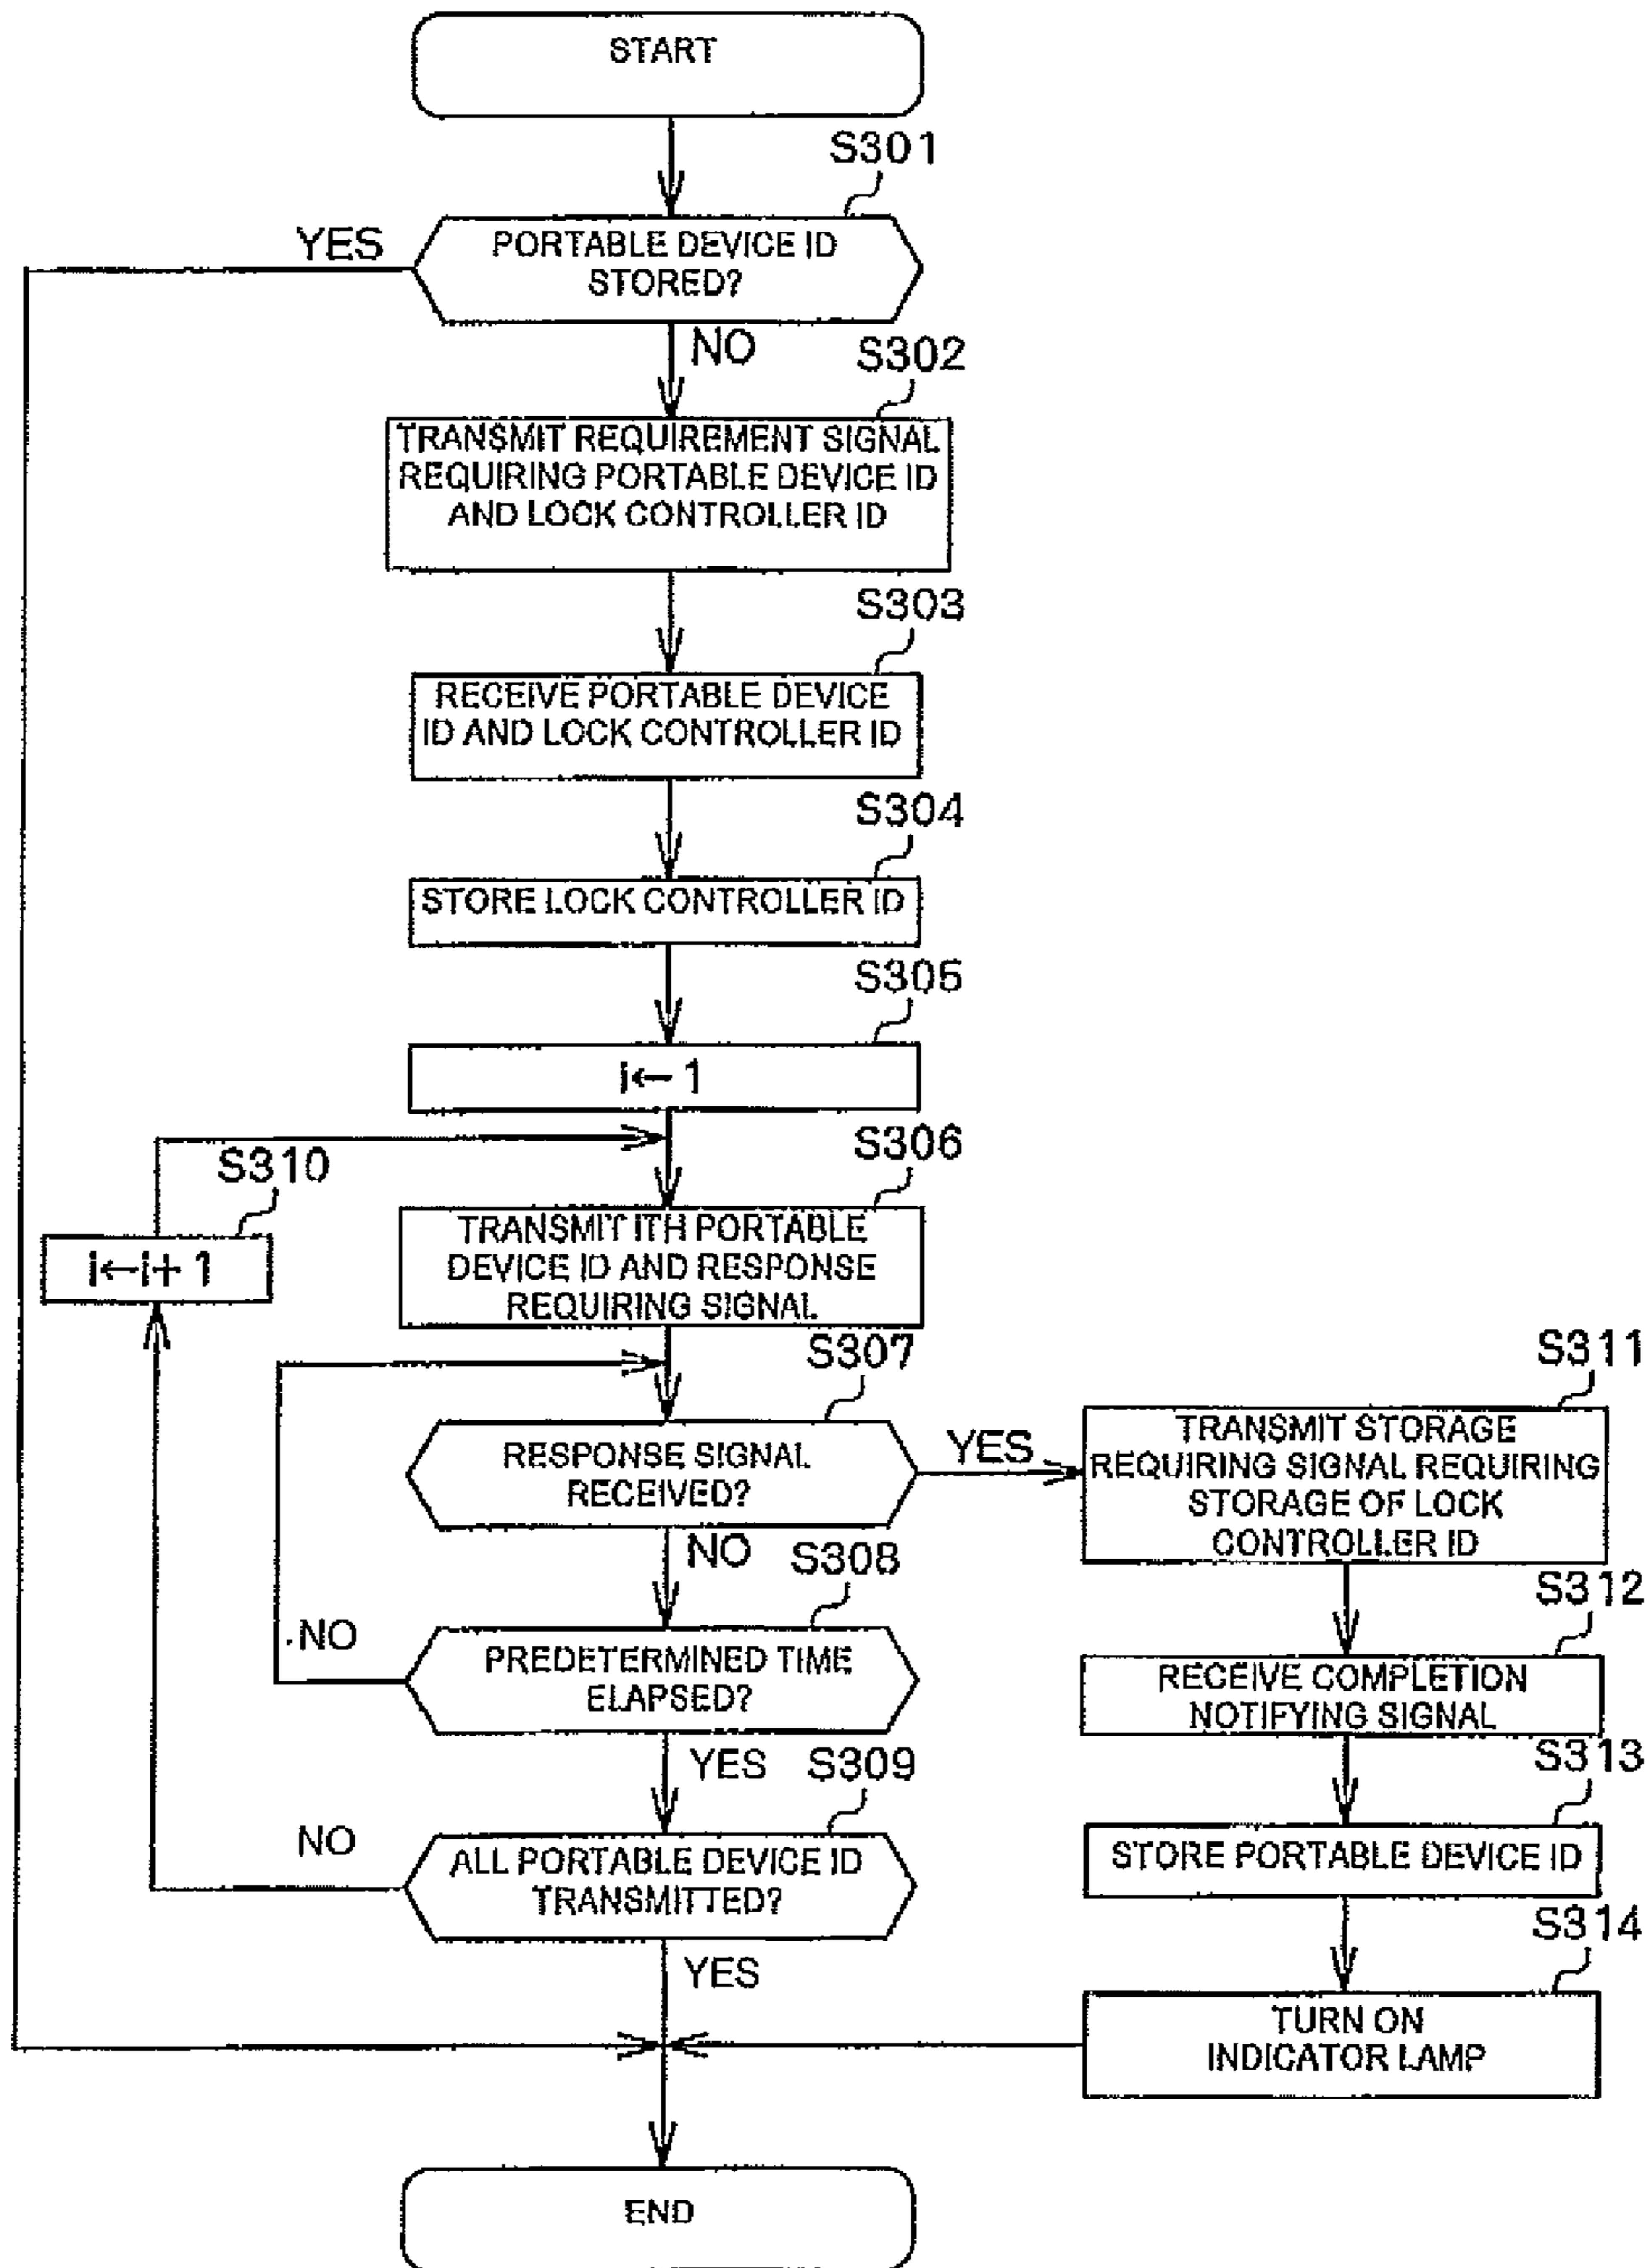 START
S301
YES
PORTABLE DEVICE ID
STORED?
NO
S302
TRANSMIT REQUIREMENT SIGNAL
REQUIRING PORTABLE DEVICE ID
AND LOCK CONTROLLER ID
S303
RECEIVE PORTABLE DEVICE
ID AND LOCK CONTROLLER ID
S304
STORE LOCK CONTROLLER ID
S305
i← 1
S306
S310
TRANSMIT ITH PORTABLE
DEVICE ID AND RESPONSE
REQUIRING SIGNAL
i←i+ 1
S307
RESPONSE SIGNAL
RECEIVED?
YES
NO
S308
NO
PREDETERMINED TIME
ELAPSED?
YES
S309
NO
ALL PORTABLE DEVICE ID
TRANSMITTED?
YES
S311
TRANSMIT STORAGE
REQUIRING SIGNAL REQUIRING
STORAGE OF LOCK
CONTROLLER ID
S312
RECEIVE COMPLETION
NOTIFYING SIGNAL
S313
STORE PORTABLE DEVICE ID
S314
TURN ON
INDICATOR LAMP
END